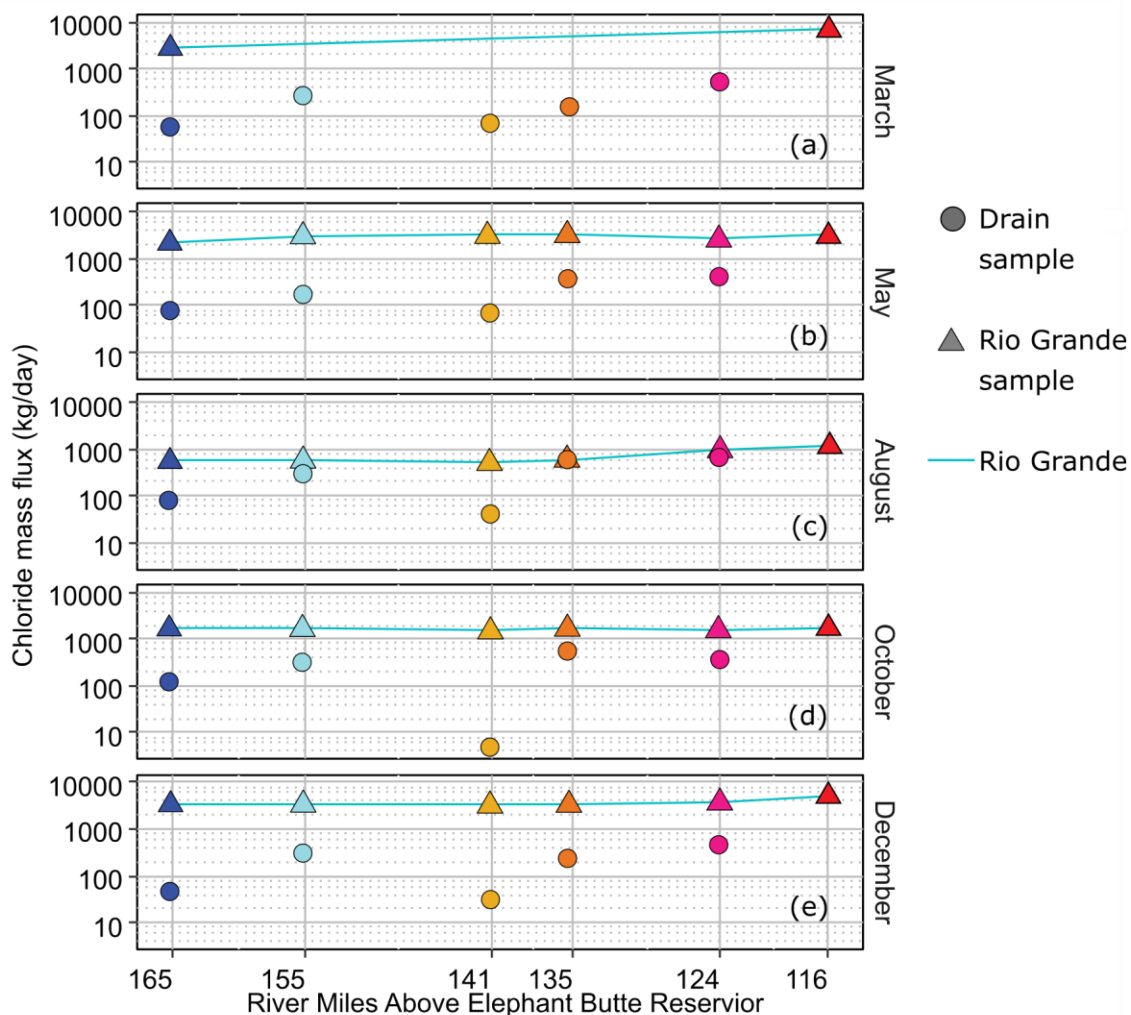 10000
1000
100
10
(a)
March
10000
1000
100
10
(b)
May
10000
1000
100
10
(c)
August
10000
1000
100
10
(d)
October
10000
1000
100
10
(e)
December
165
155
141
135
124
116
River Miles Above Elephant Butte Reservior
Chloride mass flux (kg/day)
Drain
sample
Rio Grande
sample
Rio Grande